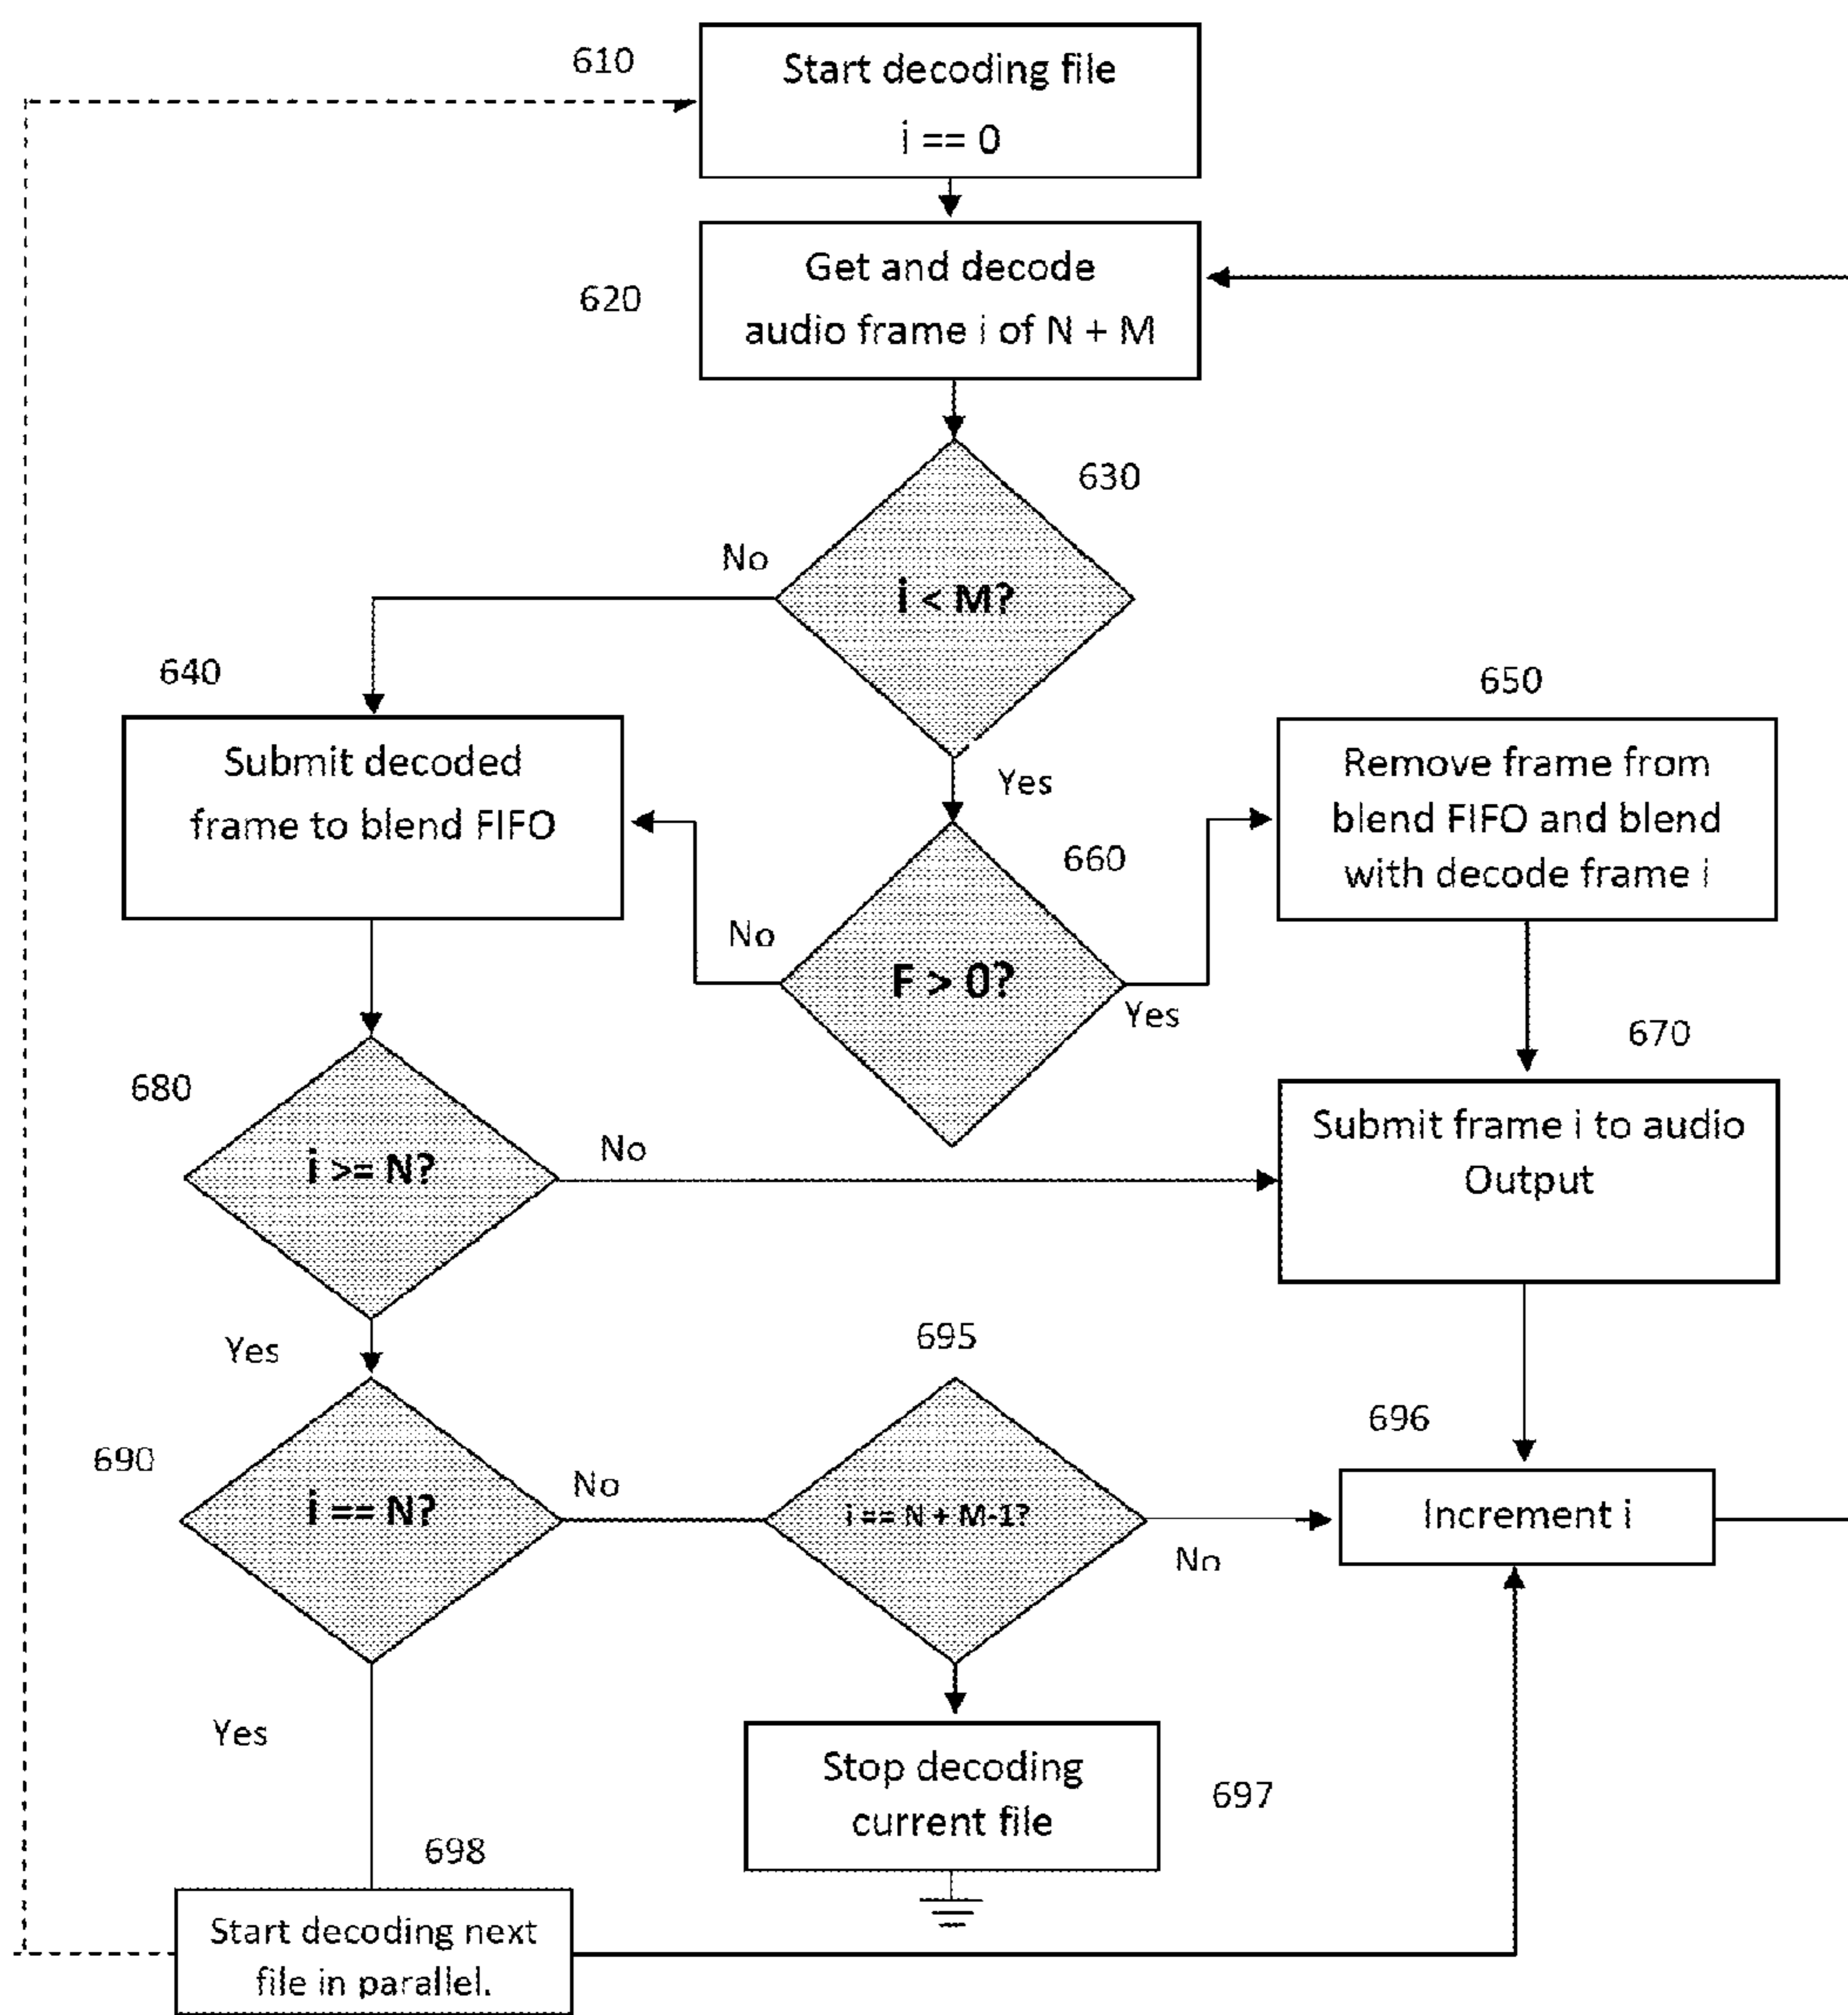 610
Start decoding file
i == 0
620
Get and decode
audio frame i of N + M
630
No
i < M?
Yes
640
Submit decoded
frame to blend FIFO
650
Remove frame from
blend FIFO and blend
with decode frame i
660
No
F > 0?
Yes
670
Submit frame i to audio
Output
680
i >= N?
No
Yes
690
i == N?
No
695
i == N + M-1?
No
696
Increment i
Yes
Stop decoding
current file
697
698
Start decoding next
file in parallel.